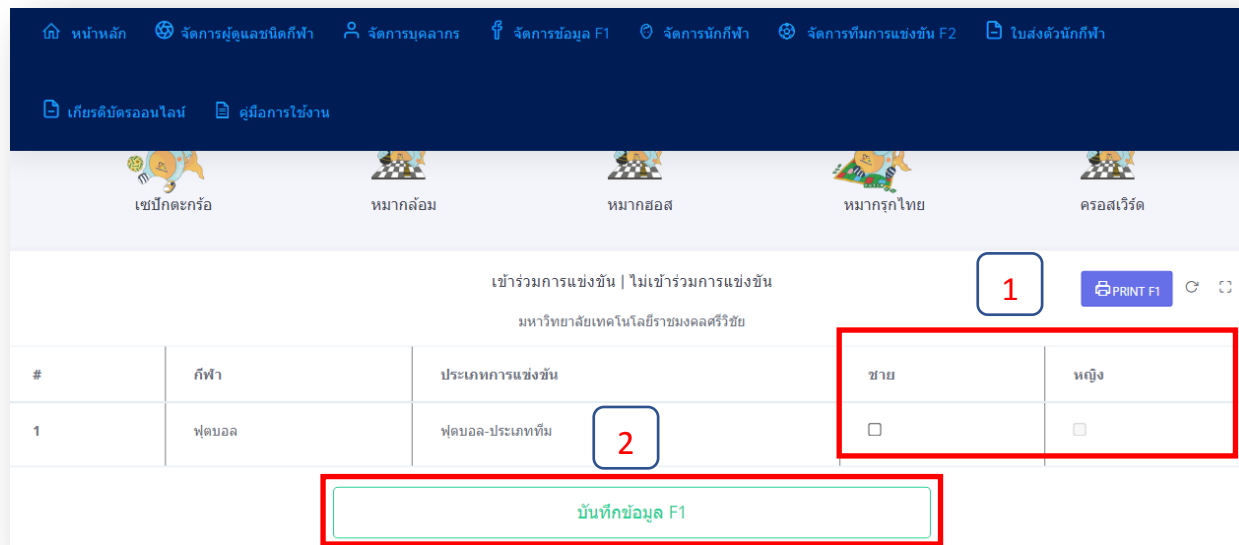 หน้าหลัก จัดการผู้ดูแลชนิดกีฬา จัดการบุคลากร จัดการข้อมูล F1 จัดการนักกีฬา จัดการทีมการแข่งขัน F2 ใบส่งตัวนักกีฬา
เกียรติบัตรออนไลน์ คู่มือการใช้งาน
เซปักตะกร้อ หมากล้อม หมากฮอส หมากรุกไทย ครอสเวิร์ด
เข้าร่วมการแข่งขัน | ไม่เข้าร่วมการแข่งขัน 1 PRINT F1
มหาวิทยาลัยเทคโนโลยีราชมงคลศรีวิชัย
# กีฬา ประเภทการแข่งขัน ชาย หญิง
1 ฟุตบอล ฟุตบอล-ประเภททีม 2
บันทึกข้อมูล F1